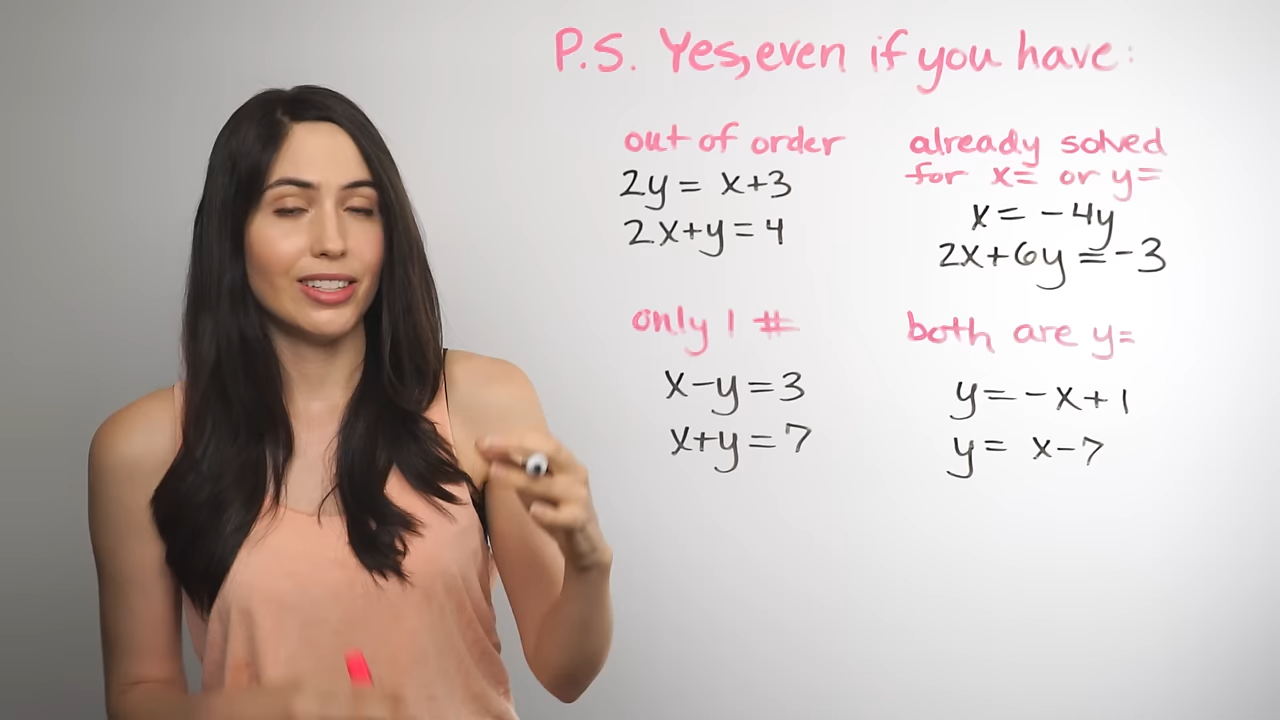 P.S. Yes, even if you have:
out of order
2y = x+3
2x+y=4
already solved
for x= or y=
x = -4y
2x+6y=-3
only 1 #
x-y=3
x+y=7
both are y=
y=-x+1
y= x-7